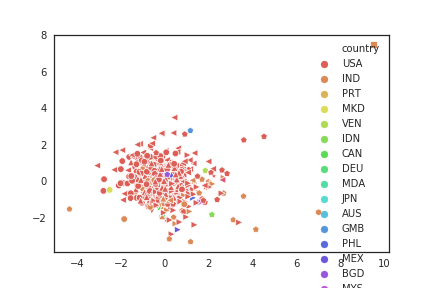 8
6
4
2
0
−2
−4
−2
0
2
4
6
8
10
country
USA
IND
PRT
MKD
VEN
IDN
CAN
DEU
MDA
JPN
AUS
GMB
PHL
MEX
BGD
MYS